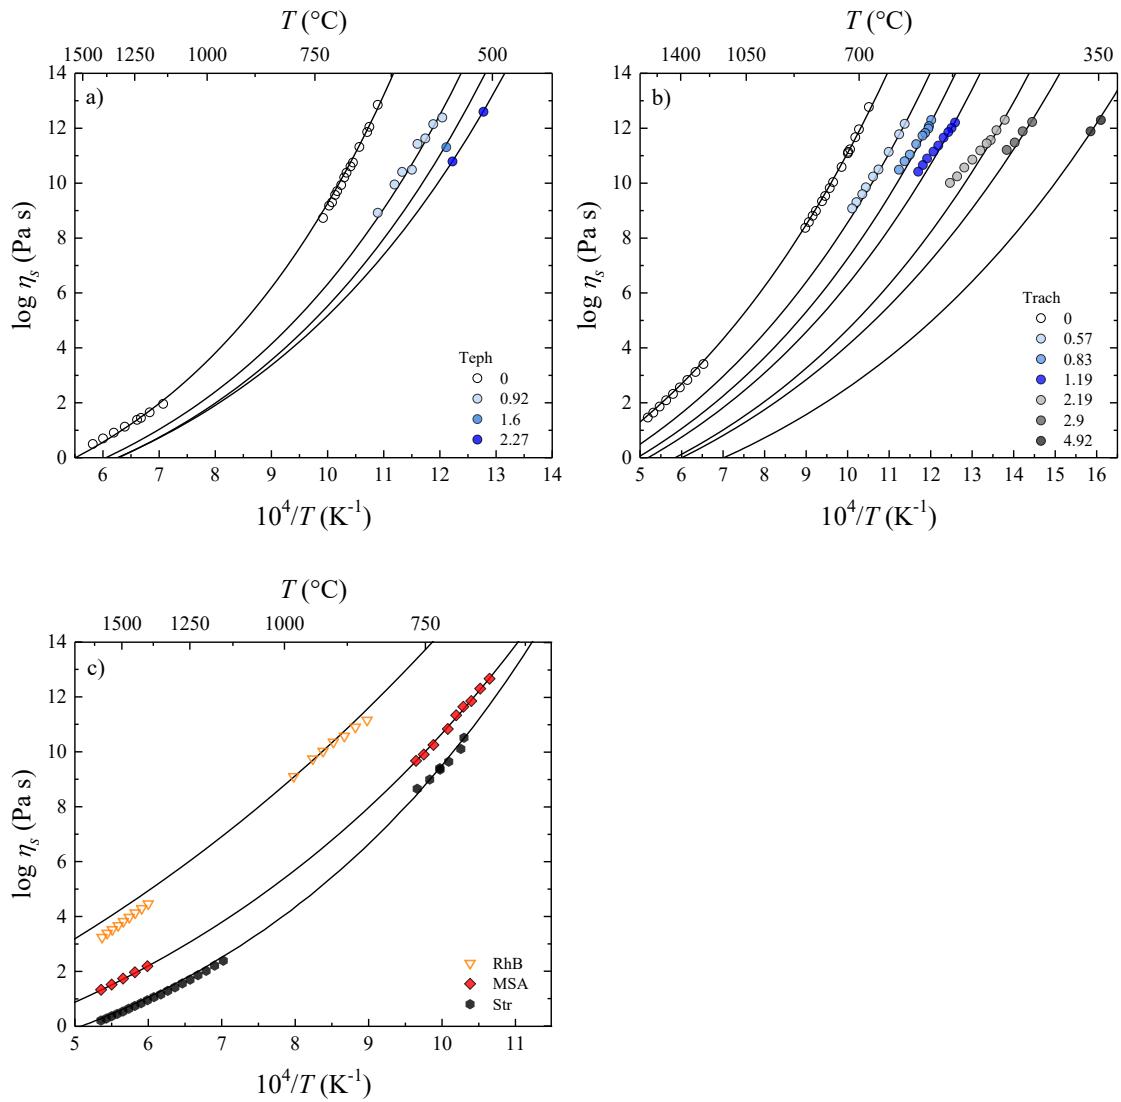 T (°C)
1500 1250 1000 750 500
a)
14
12
10
8
6
4
2
0
log ηs (Pa s)
Teph
0
0.92
1.6
2.27
6 7 8 9 10 11 12 13 14
10⁴/T (K⁻¹)
T (°C)
1400 1050 700 350
b)
14
12
10
8
6
4
2
0
log ηs (Pa s)
Trach
0
0.57
0.83
1.19
2.19
2.9
4.92
5 6 7 8 9 10 11 12 13 14 15 16
10⁴/T (K⁻¹)
T (°C)
1500 1250 1000 750
c)
14
12
10
8
6
4
2
0
log ηs (Pa s)
RhB
MSA
Str
5 6 7 8 9 10 11
10⁴/T (K⁻¹)